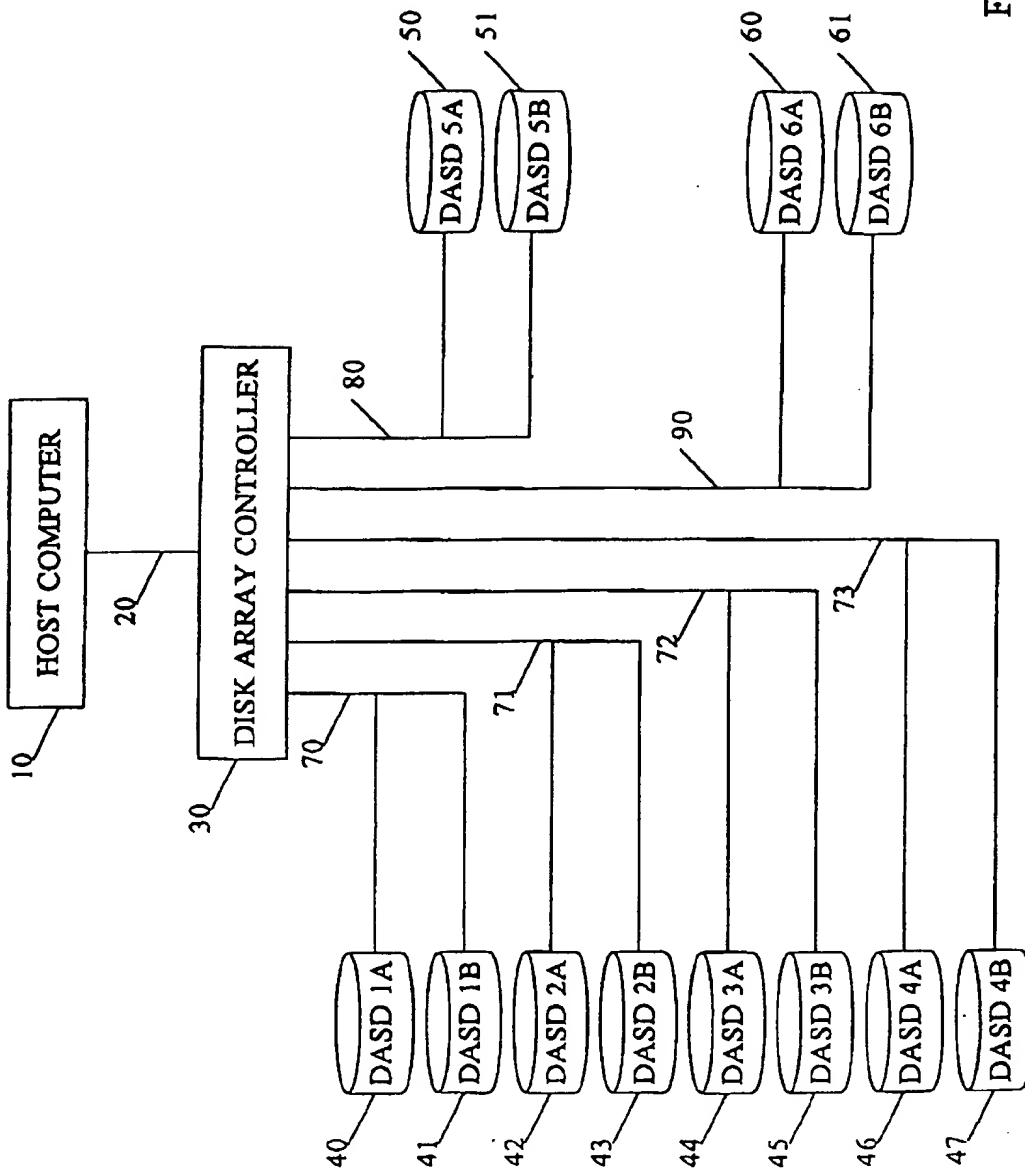 HOST COMPUTER
10
20
DISK ARRAY CONTROLLER
30
70
71
72
73
80
90
DASD 1A
40
DASD 1B
41
DASD 2A
42
DASD 2B
43
DASD 3A
44
DASD 3B
45
DASD 4A
46
DASD 4B
47
DASD 5A
50
DASD 5B
51
DASD 6A
60
DASD 6B
61
F